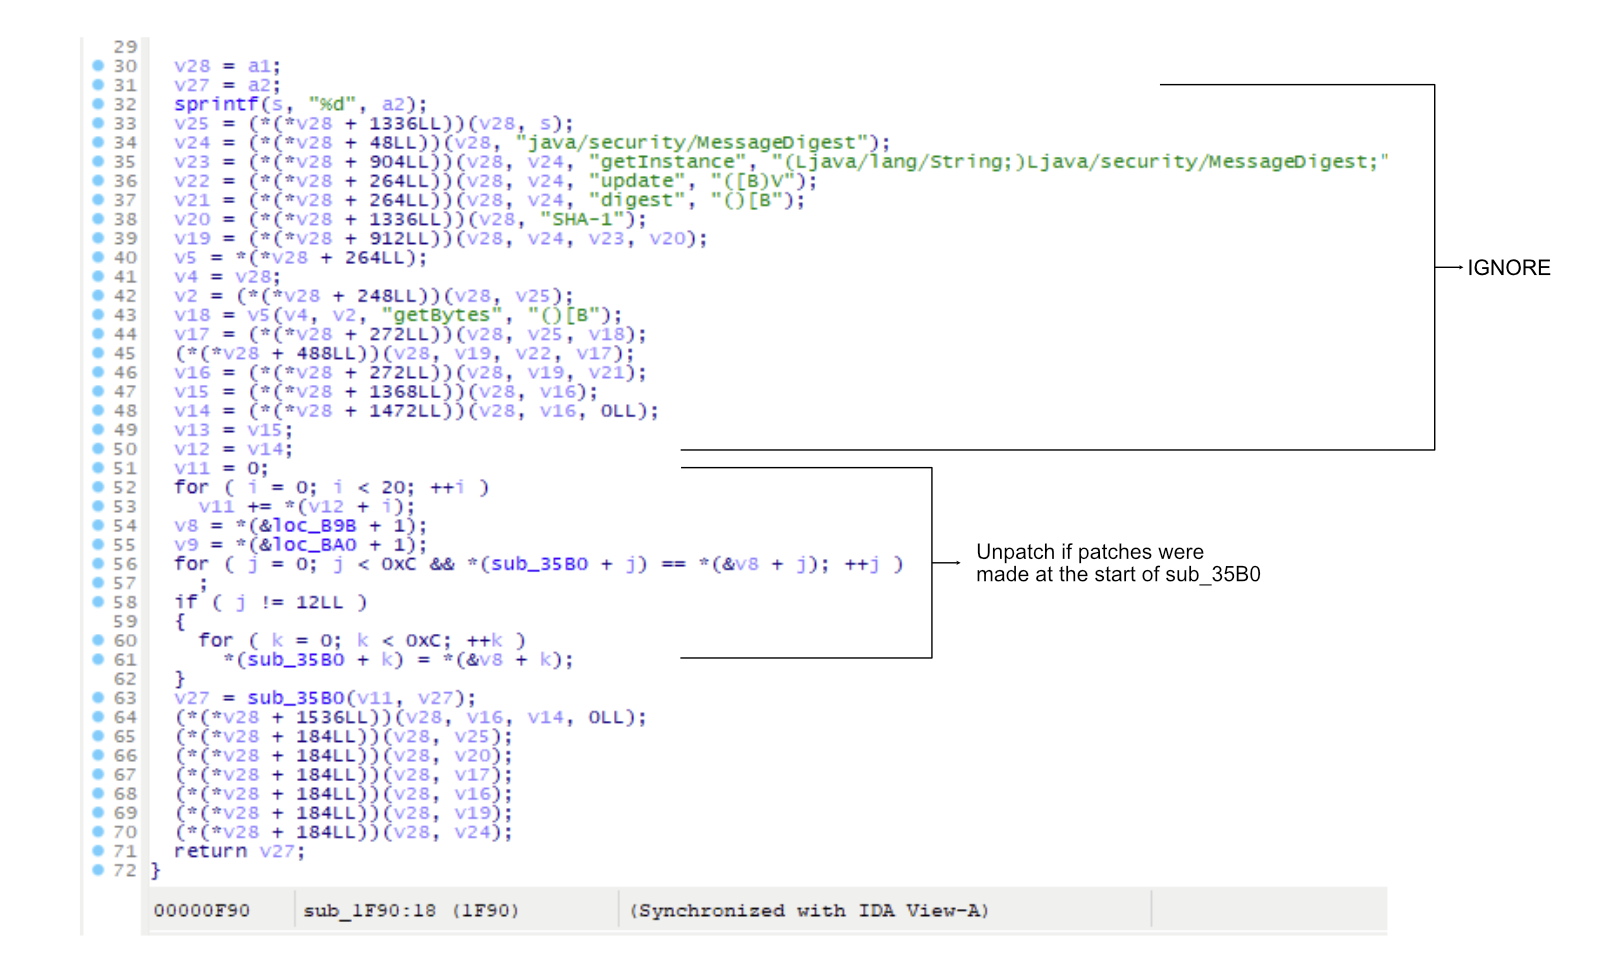 29
30 v28 = a1;
31 v27 = a2;
32 sprintf(s, "%d", a2);
33 v25 = (*(*v28 + 1336LL))(v28, s);
34 v24 = (*(*v28 + 48LL))(v28, "java/security/MessageDigest");
35 v23 = (*(*v28 + 904LL))(v28, v24, "getInstance", "(Ljava/lang/String;)Ljava/security/MessageDigest;"
36 v22 = (*(*v28 + 264LL))(v28, v24, "update", "([B)V");
37 v21 = (*(*v28 + 264LL))(v28, v24, "digest", "()[B");
38 v20 = (*(*v28 + 1336LL))(v28, "SHA-1");
39 v19 = (*(*v28 + 912LL))(v28, v24, v23, v20);
40 v5 = *(*v28 + 264LL);
41 v4 = v28;
42 v2 = (*(*v28 + 248LL))(v28, v25);
43 v18 = v5(v4, v2, "getBytes", "()[B");
44 v17 = (*(*v28 + 272LL))(v28, v25, v18);
45 (*(*v28 + 488LL))(v28, v19, v22, v17);
46 v16 = (*(*v28 + 272LL))(v28, v19, v21);
47 v15 = (*(*v28 + 1368LL))(v28, v16);
48 v14 = (*(*v28 + 1472LL))(v28, v16, 0LL);
49 v13 = v15;
50 v12 = v14;
51 v11 = 0;
52 for ( i = 0; i < 20; ++i )
53 v11 += *(v12 + i);
54 v8 = *(&loc_B9B + 1);
55 v9 = *(&loc_BA0 + 1);
56 for ( j = 0; j < 0xC && *(sub_35B0 + j) == *(&v8 + j); ++j )
57 ;
58 if ( j != 12LL )
59 {
60 for ( k = 0; k < 0xC; ++k )
61 *(sub_35B0 + k) = *(&v8 + k);
62 }
63 v27 = sub_35B0(v11, v27);
64 (*(*v28 + 1536LL))(v28, v16, v14, 0LL);
65 (*(*v28 + 184LL))(v28, v25);
66 (*(*v28 + 184LL))(v28, v20);
67 (*(*v28 + 184LL))(v28, v17);
68 (*(*v28 + 184LL))(v28, v16);
69 (*(*v28 + 184LL))(v28, v19);
70 (*(*v28 + 184LL))(v28, v24);
71 return v27;
72 }
IGNORE
Unpatch if patches were
made at the start of sub_35B0
00000F90 sub_1F90:18 (1F90) (Synchronized with IDA View-A)